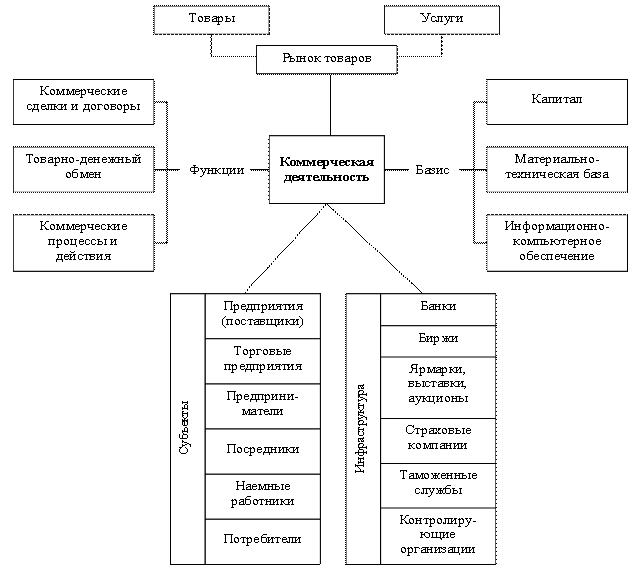 Товары
Услуги
Рынок товаров
Коммерческие
сделки и договоры
Товарно-денежный
обмен
Коммерческие
процессы и
действия
Функции
Коммерческая
деятельность
Базис
Капитал
Материально-
техническая база
Информационно-
компьютерное
обеспечение
Субъекты
Предприятия
(поставщики)
Торговые
предприятия
Предприни-
матели
Посредники
Наемные
работники
Потребители
Инфраструктура
Банки
Биржи
Ярмарки,
выставки,
аукционы
Страховые
компании
Таможенные
службы
Контролиру-
ющие
организации